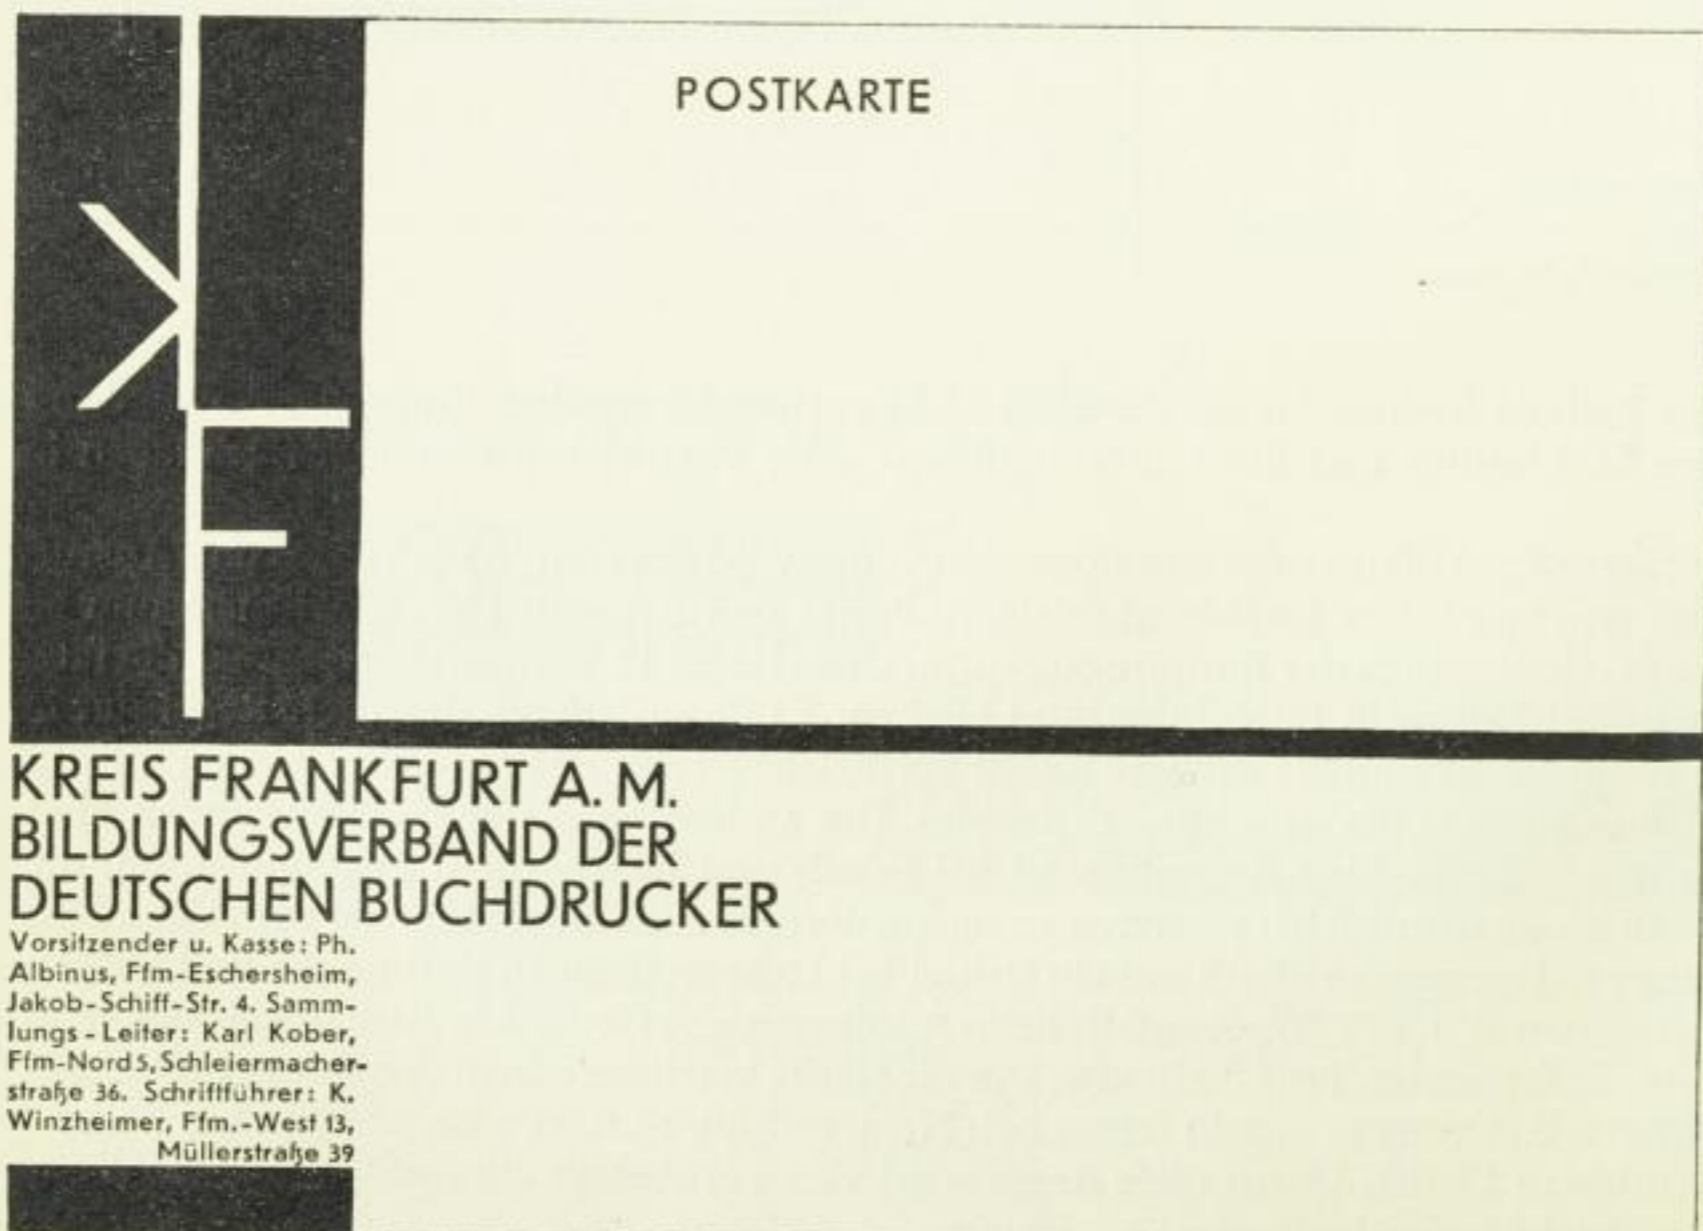 POSTKARTE
KF
KREIS FRANKFURT A. M.
BILDUNGSVERBAND DER
DEUTSCHEN BUCHDRUCKER
Vorsitzender u. Kasse: Ph.
Albinus, Ffm-Eschersheim,
Jakob-Schiff-Str. 4. Samm-
lungs-Leiter: Karl Kober,
Ffm-Nord 5, Schleiermacher-
straße 36. Schriftführer: K.
Winzheimer, Ffm.-West 13,
Müllerstraße 39